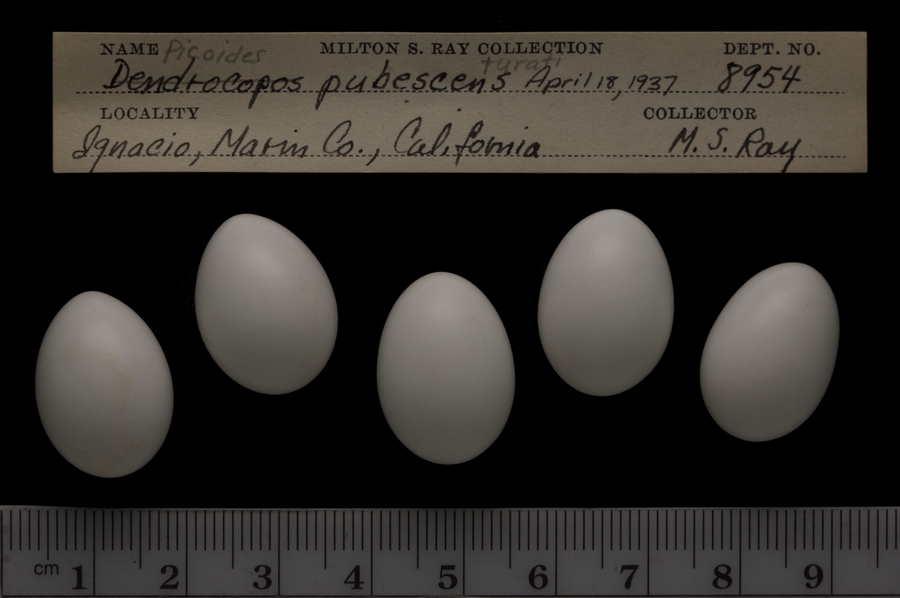 NAME Picoides MILTON S. RAY COLLECTION DEPT. NO.
turati
Dendrocopos pubescens April 18, 1937 8954
LOCALITY COLLECTOR
Ignacio, Marin Co., California M. S. Ray
cm 1 2 3 4 5 6 7 8 9